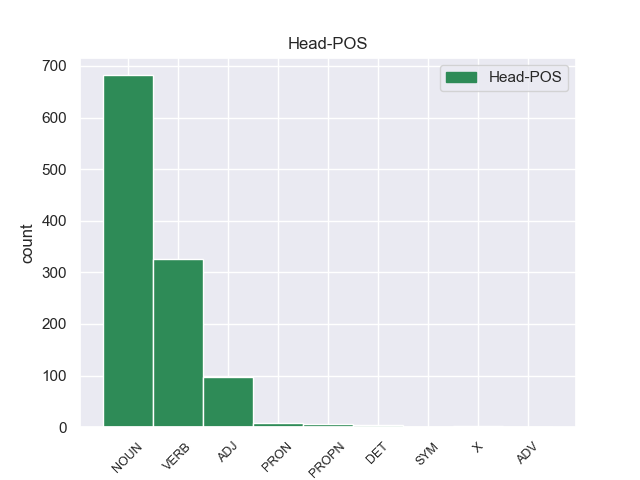 Head-POS
700
600
500
400
300
200
100
0
count
Head-POS
NOUN VERB ADJ PRON PROPN DET SYM X ADV